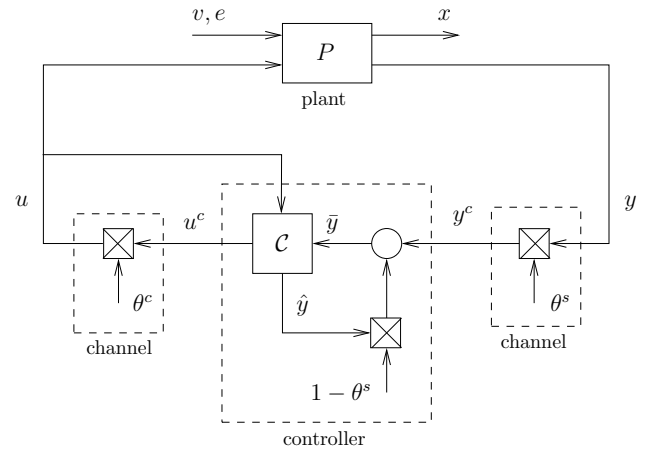 v, e
x
P
plant
u
y
u^c
ȳ
y^c
𝒞
θ^c
ŷ
θ^s
channel
channel
1 − θ^s
controller